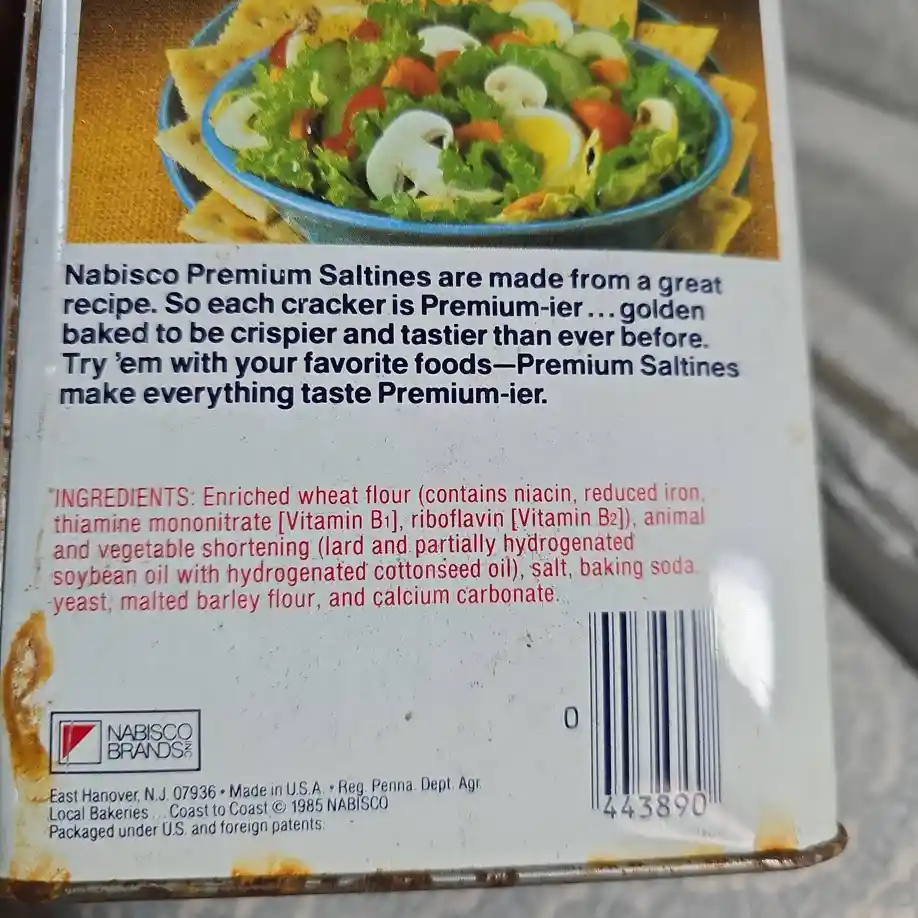 Nabisco Premium Saltines are made from a great
recipe. So each cracker is Premium-ier...golden
baked to be crispier and tastier than ever before.
Try 'em with your favorite foods—Premium Saltines
make everything taste Premium-ier.
INGREDIENTS: Enriched wheat flour (contains niacin, reduced iron,
thiamine mononitrate [Vitamin B1], riboflavin [Vitamin B2]), animal
and vegetable shortening (lard and partially hydrogenated
soybean oil with hydrogenated cottonseed oil), salt, baking soda,
yeast, malted barley flour, and calcium carbonate.
0
443890
NABISCO
BRANDS INC
East Hanover, N.J. 07936 • Made in U.S.A. • Reg. Penna. Dept. Agr.
Local Bakeries... Coast to Coast © 1985 NABISCO
Packaged under U.S. and foreign patents.